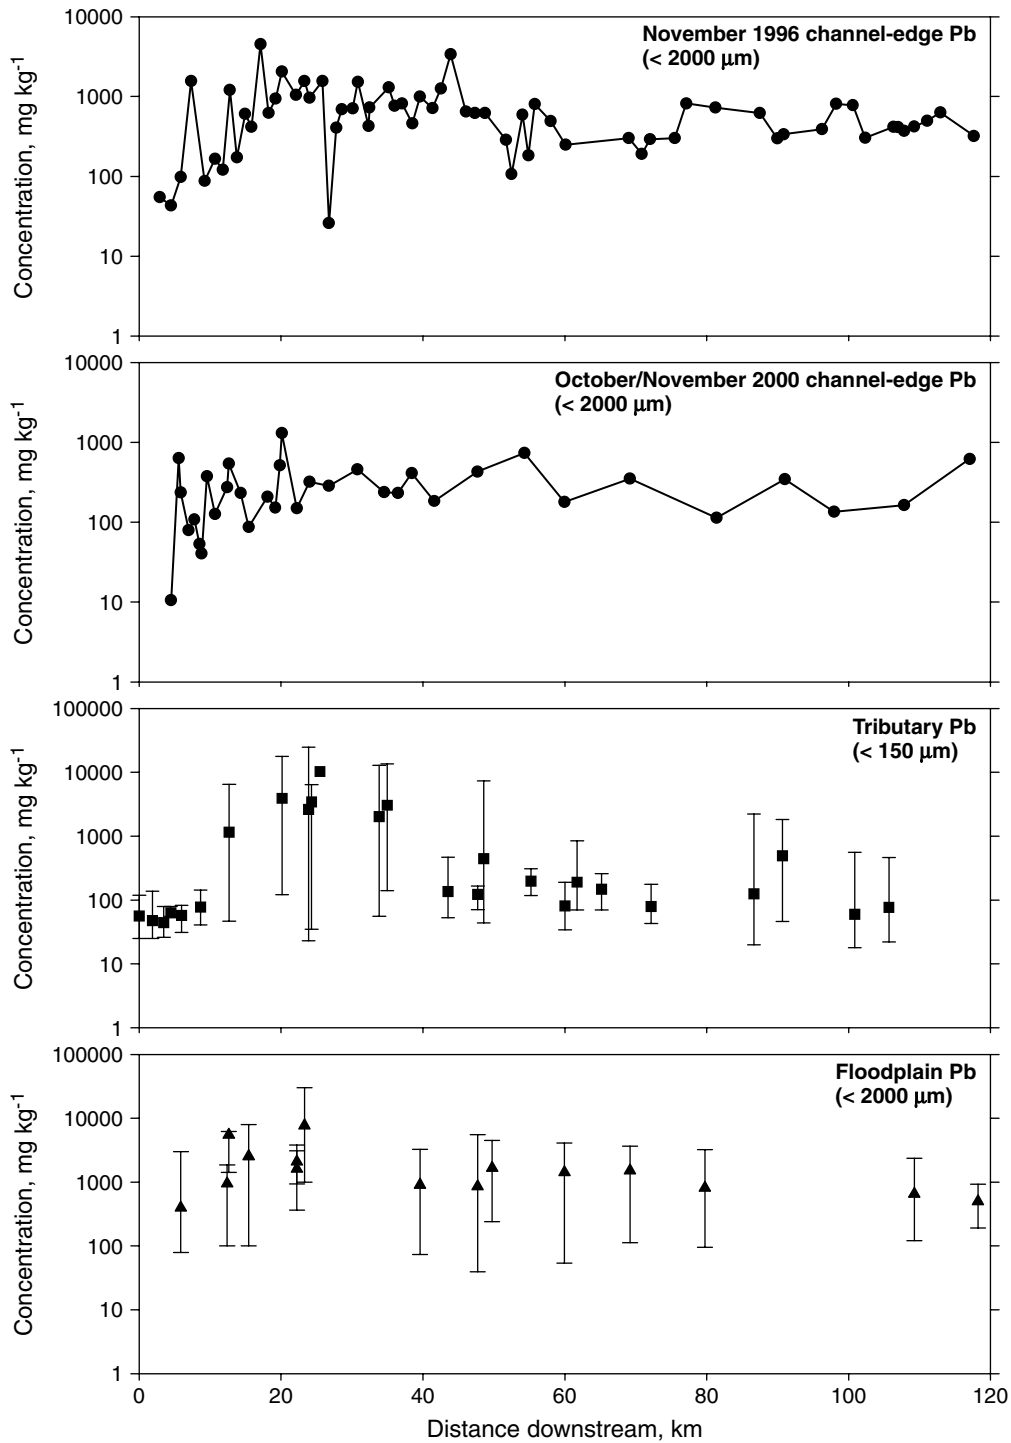 November 1996 channel-edge Pb
(< 2000 µm)
Concentration, mg kg-1
10000
1000
100
10
1
October/November 2000 channel-edge Pb
(< 2000 µm)
Concentration, mg kg-1
10000
1000
100
10
1
Tributary Pb
(< 150 µm)
Concentration, mg kg-1
100000
10000
1000
100
10
1
Floodplain Pb
(< 2000 µm)
Concentration, mg kg-1
100000
10000
1000
100
10
1
0 20 40 60 80 100 120
Distance downstream, km